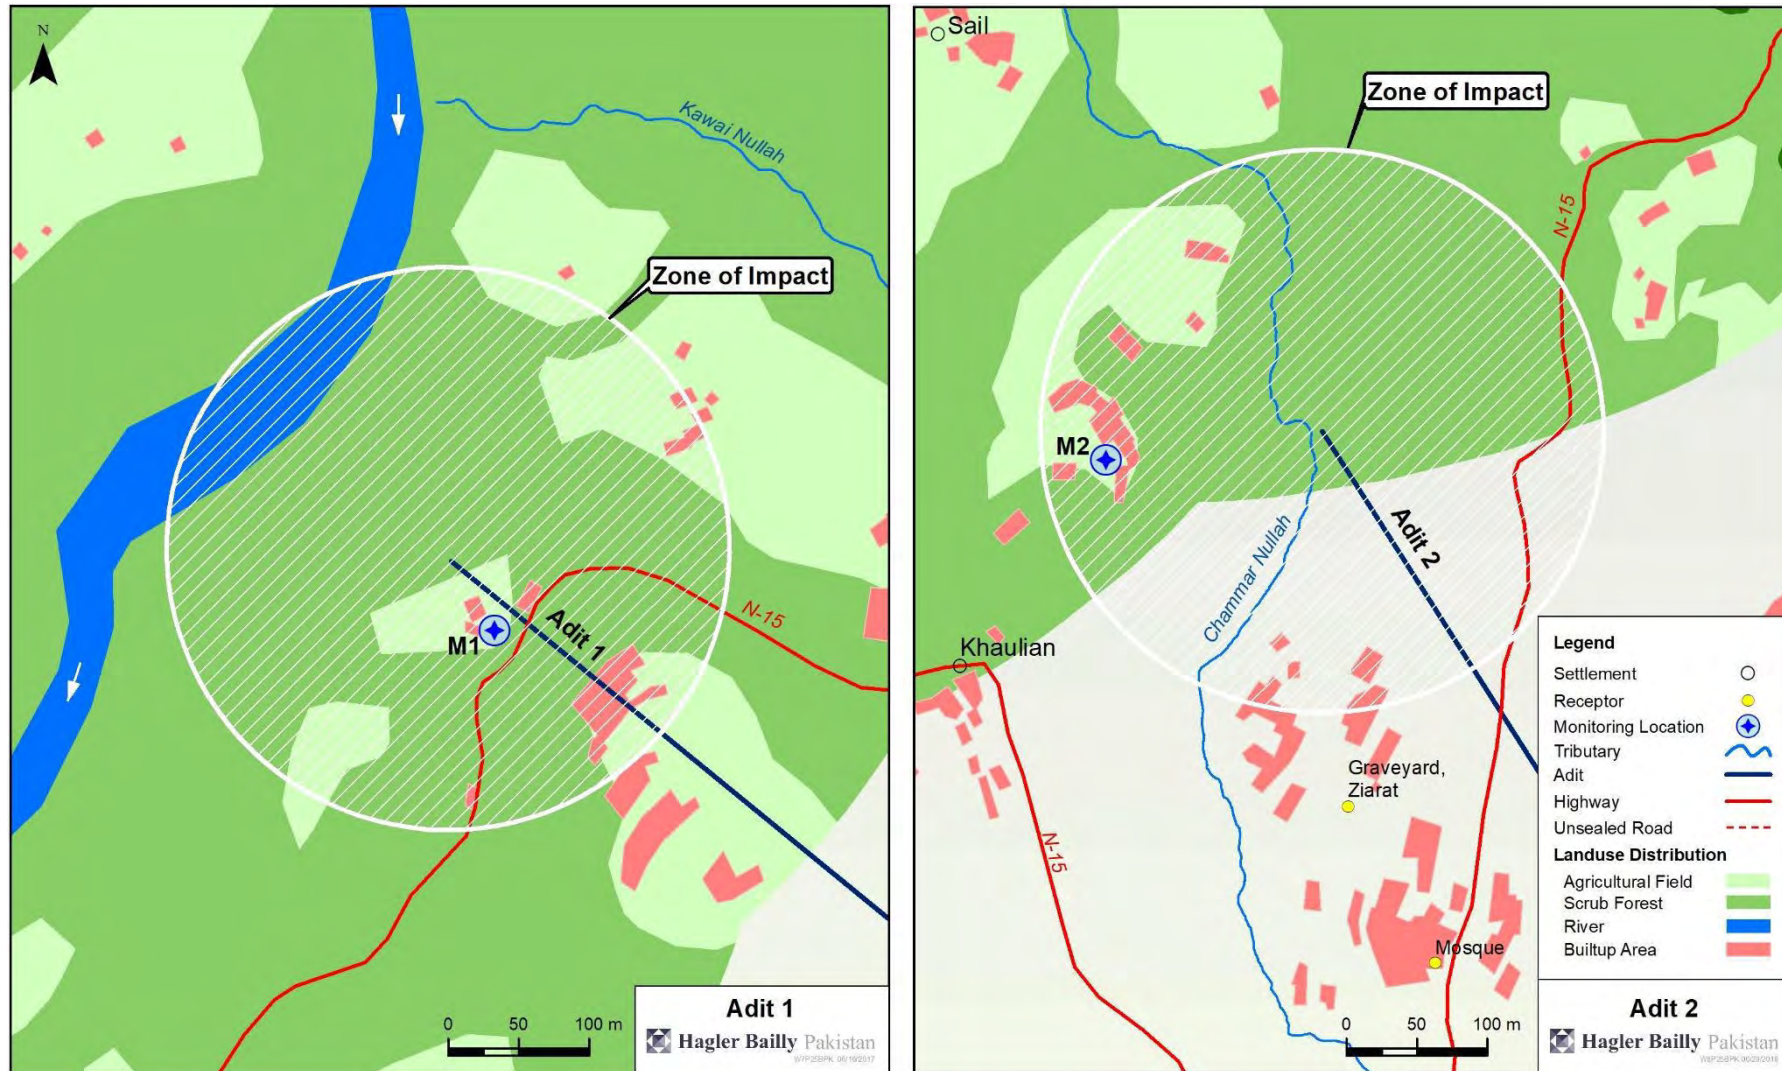 N
Kawai Nullah
Zone of Impact
N-15
M1
Adit 1
0 50 100 m
Adit 1
Hagler Bailly Pakistan
Sail
Zone of Impact
N-15
M2
Adit 2
Chammar Nullah
Khaulian
Graveyard,
Ziarat
N-15
Mosque
0 50 100 m
Legend
Settlement
Receptor
Monitoring Location
Tributary
Adit
Highway
Unsealed Road
Landuse Distribution
Agricultural Field
Scrub Forest
River
Builtup Area
Adit 2
Hagler Bailly Pakistan